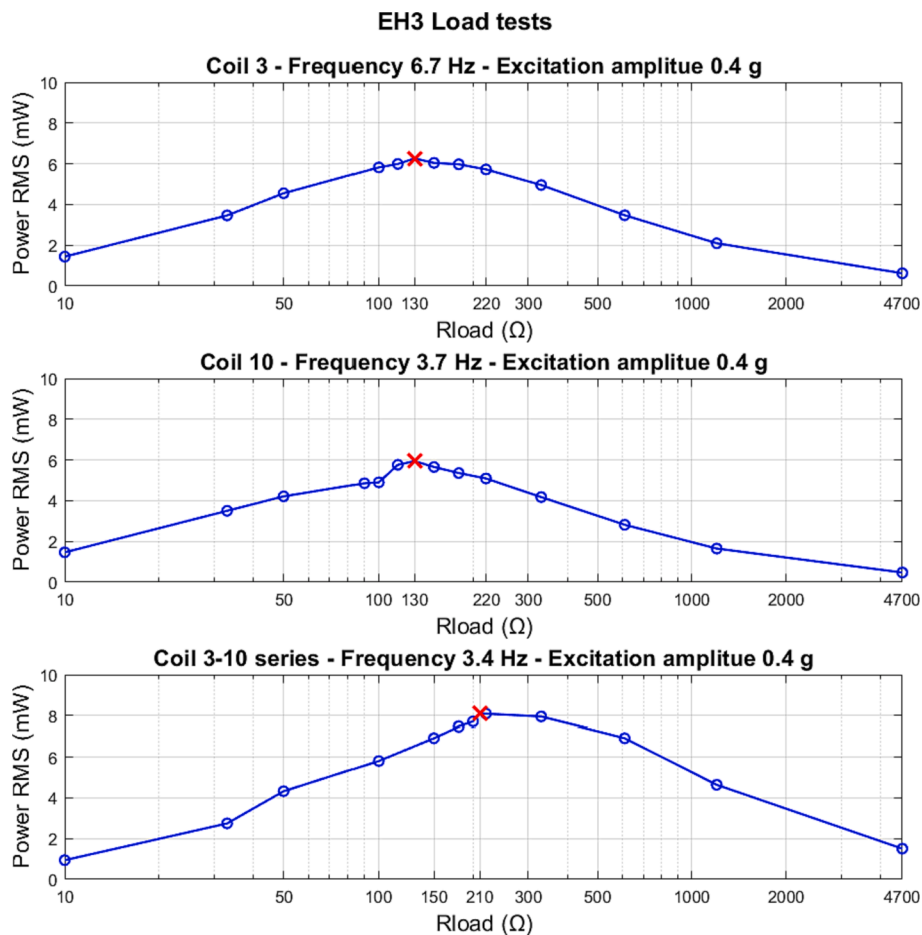 EH3 Load tests
Coil 3 - Frequency 6.7 Hz - Excitation amplitue 0.4 g
10
8
6
4
2
0
Power RMS (mW)
10 50 100 130 220 300 500 1000 2000 4700
Rload (Ω)
Coil 10 - Frequency 3.7 Hz - Excitation amplitue 0.4 g
10
8
6
4
2
0
Power RMS (mW)
10 50 100 130 220 300 500 1000 2000 4700
Rload (Ω)
Coil 3-10 series - Frequency 3.4 Hz - Excitation amplitue 0.4 g
10
8
6
4
2
0
Power RMS (mW)
10 50 100 150 210 300 500 1000 2000 4700
Rload (Ω)